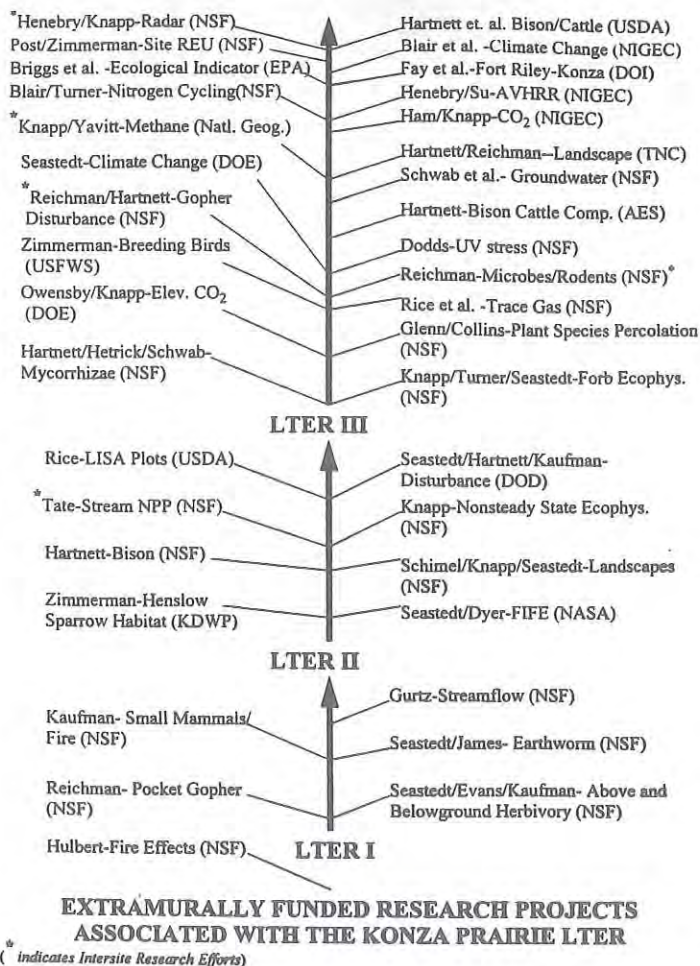 *Henebry/Knapp-Radar (NSF)
Post/Zimmerman-Site REU (NSF)
Briggs et al. -Ecological Indicator (EPA)
Blair/Turner-Nitrogen Cycling(NSF)
*Knapp/Yavitt-Methane (Natl. Geog.)
Seastedt-Climate Change (DOE)
*Reichman/Hartnett-Gopher
Disturbance (NSF)
Zimmerman-Breeding Birds
(USFWS)
Owensby/Knapp-Elev. CO₂
(DOE)
Hartnett/Hetrick/Schwab-
Mycorrhizae (NSF)
Hartnett et. al. Bison/Cattle (USDA)
Blair et al. -Climate Change (NIGEC)
Fay et al.-Fort Riley-Konza (DOI)
Henebry/Su-AVHRR (NIGEC)
Ham/Knapp-CO₂ (NIGEC)
Hartnett/Reichman--Landscape (TNC)
Schwab et al.- Groundwater (NSF)
Hartnett-Bison Cattle Comp. (AES)
Dodds-UV stress (NSF)
Reichman-Microbes/Rodents (NSF)*
Rice et al. -Trace Gas (NSF)
Glenn/Collins-Plant Species Percolation
(NSF)
Knapp/Turner/Seastedt-Forb Ecophys.
(NSF)
LTER III
Rice-LISA Plots (USDA)
*Tate-Stream NPP (NSF)
Hartnett-Bison (NSF)
Zimmerman-Henslow
Sparrow Habitat (KDWP)
Seastedt/Hartnett/Kaufman-
Disturbance (DOD)
Knapp-Nonsteady State Ecophys.
(NSF)
Schimel/Knapp/Seastedt-Landscapes
(NSF)
Seastedt/Dyer-FIFE (NASA)
LTER II
Kaufman- Small Mammals/
Fire (NSF)
Reichman- Pocket Gopher
(NSF)
Hulbert-Fire Effects (NSF)
Gurtz-Streamflow (NSF)
Seastedt/James- Earthworm (NSF)
Seastedt/Evans/Kaufman- Above and
Belowground Herbivory (NSF)
LTER I
EXTRAMURALLY FUNDED RESEARCH PROJECTS
ASSOCIATED WITH THE KONZA PRAIRIE LTER
(* indicates Intersite Research Efforts)